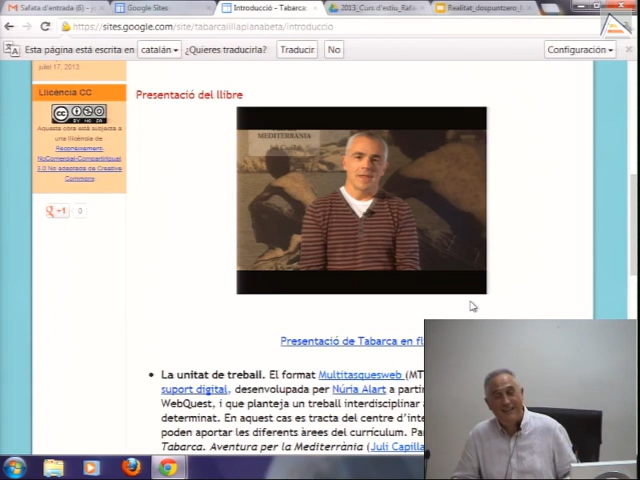 Safata d'entrada (6) - j
Google Sites
Introducció - Tabarca:
2013_Curs d'estiu_Rafa
Realitat_dospuntzero_l
https://sites.google.com/site/tabarcaillaplanabeta/introduccio
Esta página está escrita en catalán ¿Quieres traducirla? Traducir No Configuración
juliol 17, 2013
Llicència CC
Aquesta obra està subjecta a
una llicència de
Reconeixement-
NoComercial-CompartirIgual
3.0 No adaptada de Creative
Commons
+1 0
Presentació del llibre
MEDITERRÀNIA
Presentació de Tabarca en fl
La unitat de treball. El format Multitasquesweb (MT
suport digital, desenvolupada per Núria Alart a partir
WebQuest, i que planteja un treball interdisciplinar
determinat. En aquest cas es tracta del centre d'inte
poden aportar les diferents àrees del currículum. Pa
Tabarca. Aventura per la Mediterrània (Juli Capilla